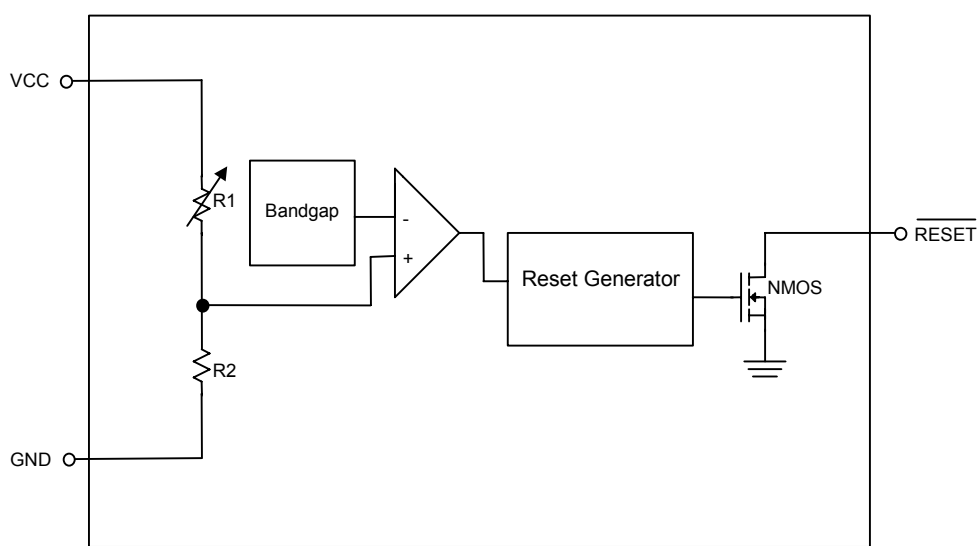 VCC
R1
Bandgap
-
+
Reset Generator
RESET
NMOS
R2
GND